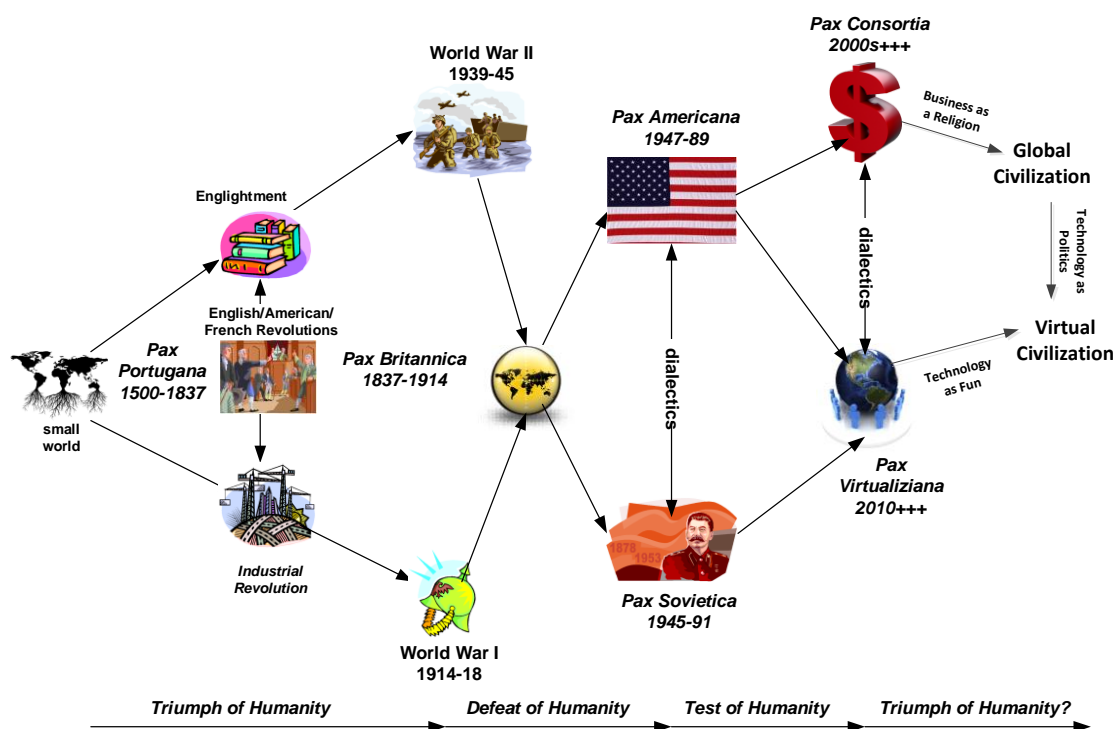 Pax Consortia
2000s+++
World War II
1939-45
Business as
a Religion
Pax Americana
1947-89
Global
Civilization
Englightment
Technology as
Politics
dialectics
English/American/
French Revolutions
Pax
Portugana
1500-1837
Pax Britannica
1837-1914
dialectics
Virtual
Civilization
Technology
as Fun
small
world
Pax
Virtualiziana
2010+++
1878
1953
Industrial
Revolution
Pax Sovietica
1945-91
World War I
1914-18
Triumph of Humanity
Defeat of Humanity
Test of Humanity
Triumph of Humanity?